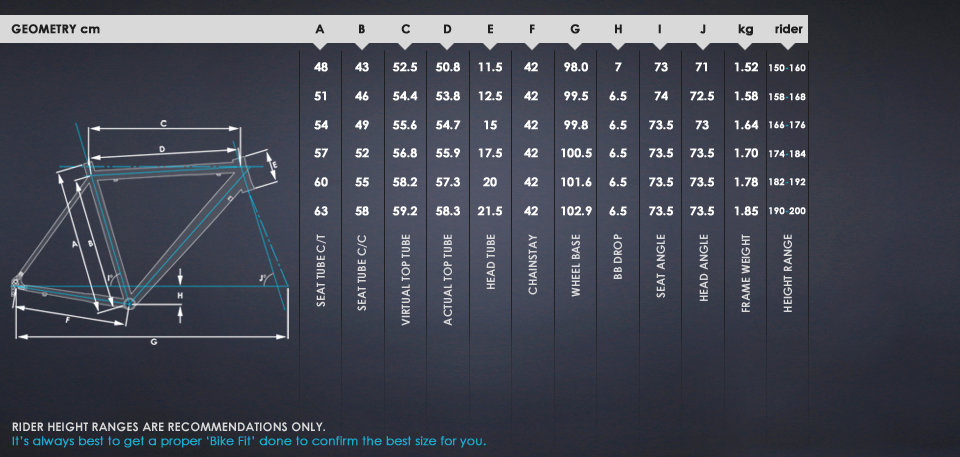 GEOMETRY cm A B C D E F G H I J kg rider
48 43 52.5 50.8 11.5 42 98.0 7 73 71 1.52 150-160
51 46 54.4 53.8 12.5 42 99.5 6.5 74 72.5 1.58 158-168
54 49 55.6 54.7 15 42 99.8 6.5 73.5 73 1.64 166-176
57 52 56.8 55.9 17.5 42 100.5 6.5 73.5 73.5 1.70 174-184
60 55 58.2 57.3 20 42 101.6 6.5 73.5 73.5 1.78 182-192
63 58 59.2 58.3 21.5 42 102.9 6.5 73.5 73.5 1.85 190-200
SEAT TUBE C/T
SEAT TUBE C/C
VIRTUAL TOP TUBE
ACTUAL TOP TUBE
HEAD TUBE
CHAINSTAY
WHEEL BASE
BB DROP
SEAT ANGLE
HEAD ANGLE
FRAME WEIGHT
HEIGHT RANGE
C
D
E
A
B
I°
J°
H
F
G
RIDER HEIGHT RANGES ARE RECOMMENDATIONS ONLY.
It's always best to get a proper 'Bike Fit' done to confirm the best size for you.